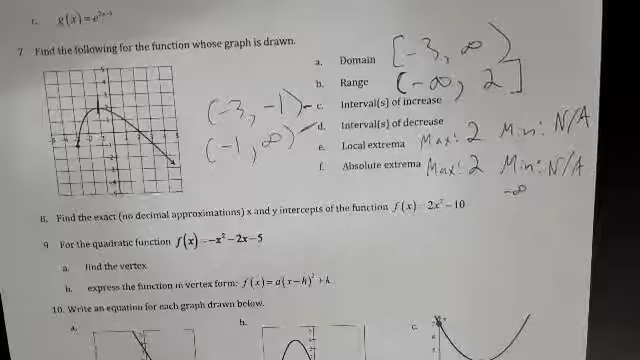 r. g(x)=e
7 Find the following for the function whose graph is drawn.
a. Domain [-3, ∞)
b. Range (-∞, 2]
(-3, -1) c. Interval(s) of increase
(-1, ∞) d. Interval(s) of decrease
e. Local extrema Max: 2 Min: N/A
f. Absolute extrema Max: 2 Min: N/A
-∞
8. Find the exact (no decimal approximations) x and y intercepts of the function f(x)=2x²-10
9 For the quadratic function f(x)=-x²-2x-5
a. find the vertex
b. express the function in vertex form: f(x)=a(x-h)²+k
10. Write an equation for each graph drawn below.
a. b. c.